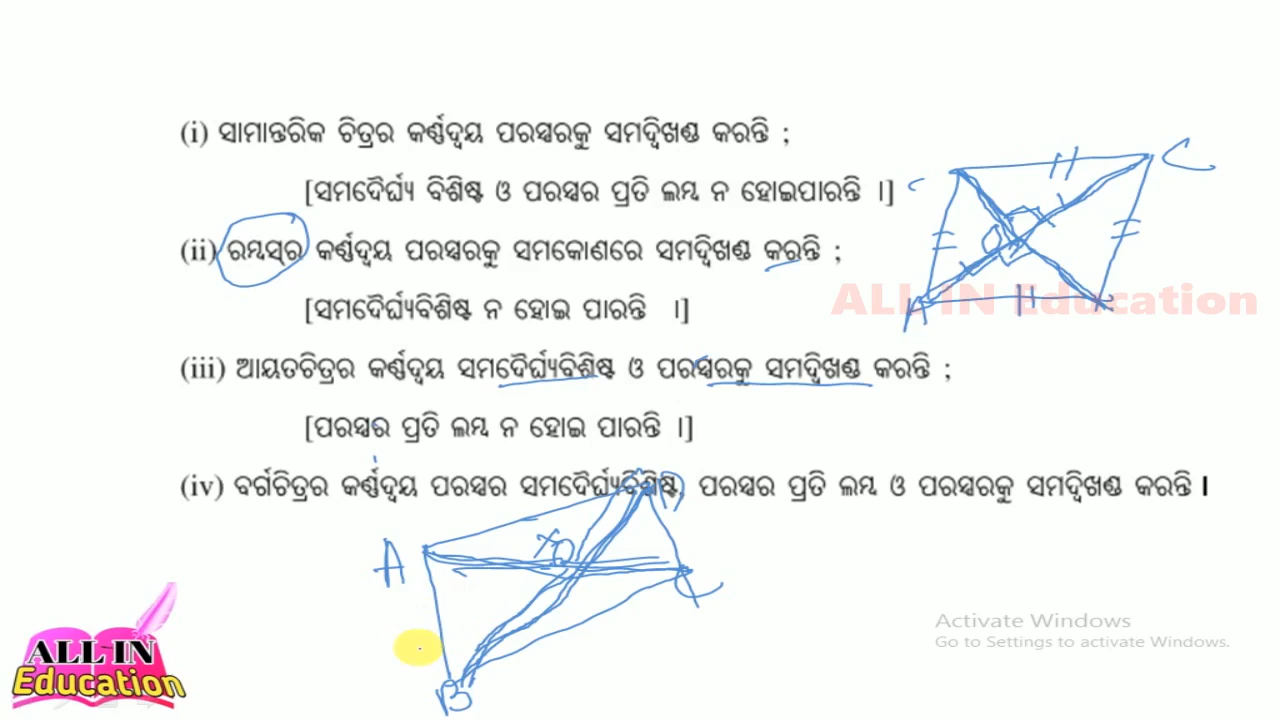 (i) ସାମାନ୍ତରିକ ଚିତ୍ରର କର୍ଣ୍ଣଦ୍ୱୟ ପରସ୍ପରକୁ ସମଦ୍ୱିଖଣ୍ଡ କରନ୍ତି ;
[ସମଦୈର୍ଘ୍ୟ ବିଶିଷ୍ଟ ଓ ପରସ୍ପର ପ୍ରତି ଲମ୍ବ ନ ହୋଇପାରନ୍ତି ।]
C
(ii) ରମ୍ବସ୍‌ର କର୍ଣ୍ଣଦ୍ୱୟ ପରସ୍ପରକୁ ସମକୋଣରେ ସମଦ୍ୱିଖଣ୍ଡ କରନ୍ତି ;
[ସମଦୈର୍ଘ୍ୟବିଶିଷ୍ଟ ନ ହୋଇ ପାରନ୍ତି ।]
A
ALL IN Education
(iii) ଆୟତଚିତ୍ରର କର୍ଣ୍ଣଦ୍ୱୟ ସମଦୈର୍ଘ୍ୟବିଶିଷ୍ଟ ଓ ପରସ୍ପରକୁ ସମଦ୍ୱିଖଣ୍ଡ କରନ୍ତି ;
[ପରସ୍ପର ପ୍ରତି ଲମ୍ବ ନ ହୋଇ ପାରନ୍ତି ।]
(iv) ବର୍ଗଚିତ୍ରର କର୍ଣ୍ଣଦ୍ୱୟ ପରସ୍ପର ସମଦୈର୍ଘ୍ୟବିଶିଷ୍ଟ, ପରସ୍ପର ପ୍ରତି ଲମ୍ବ ଓ ପରସ୍ପରକୁ ସମଦ୍ୱିଖଣ୍ଡ କରନ୍ତି ।
D
A
C
B
Activate Windows
Go to Settings to activate Windows.
ALL IN
Education